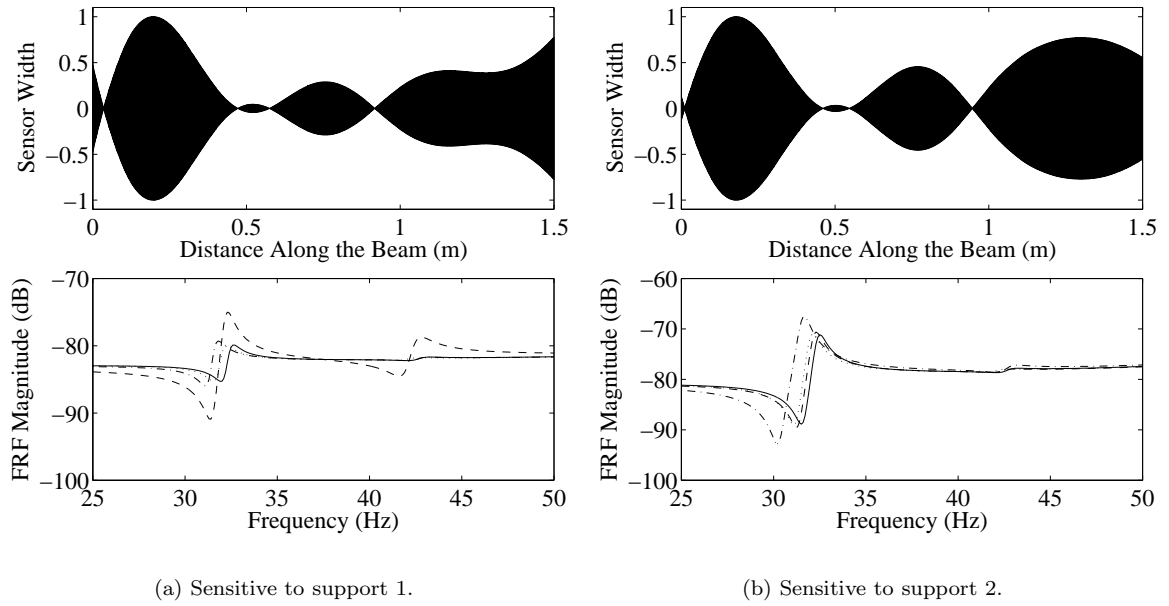 1
0.5
0
−0.5
−1
Sensor Width
0 0.5 1 1.5
Distance Along the Beam (m)
−70
−80
−90
−100
FRF Magnitude (dB)
25 30 35 40 45 50
Frequency (Hz)
(a) Sensitive to support 1.
1
0.5
0
−0.5
−1
Sensor Width
0 0.5 1 1.5
Distance Along the Beam (m)
−60
−70
−80
−90
−100
FRF Magnitude (dB)
25 30 35 40 45 50
Frequency (Hz)
(b) Sensitive to support 2.